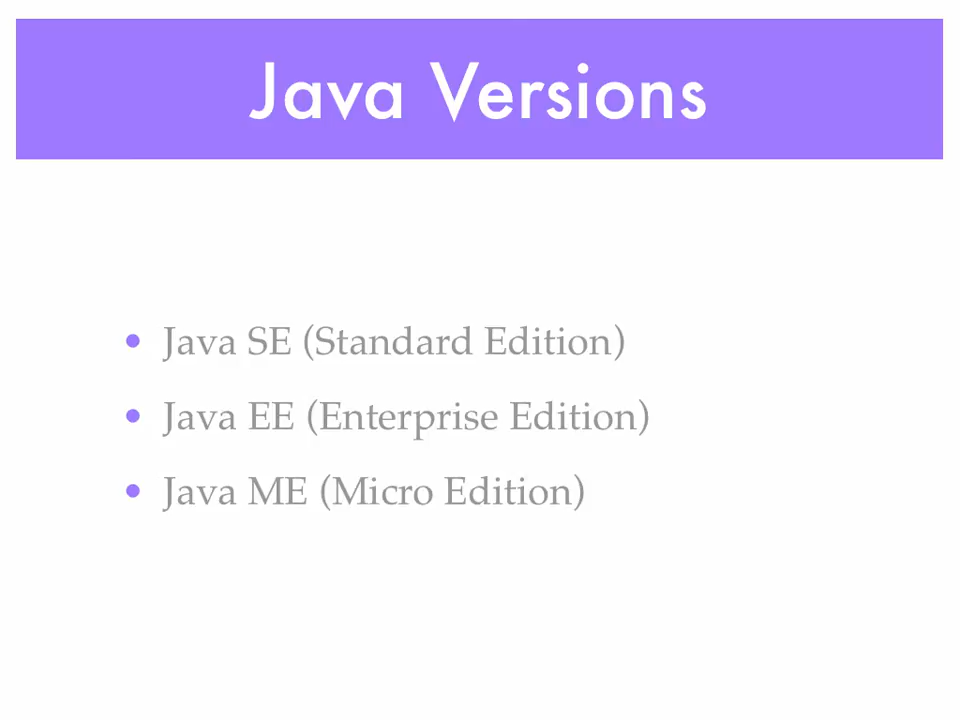 Java Versions
• Java SE (Standard Edition)
• Java EE (Enterprise Edition)
• Java ME (Micro Edition)